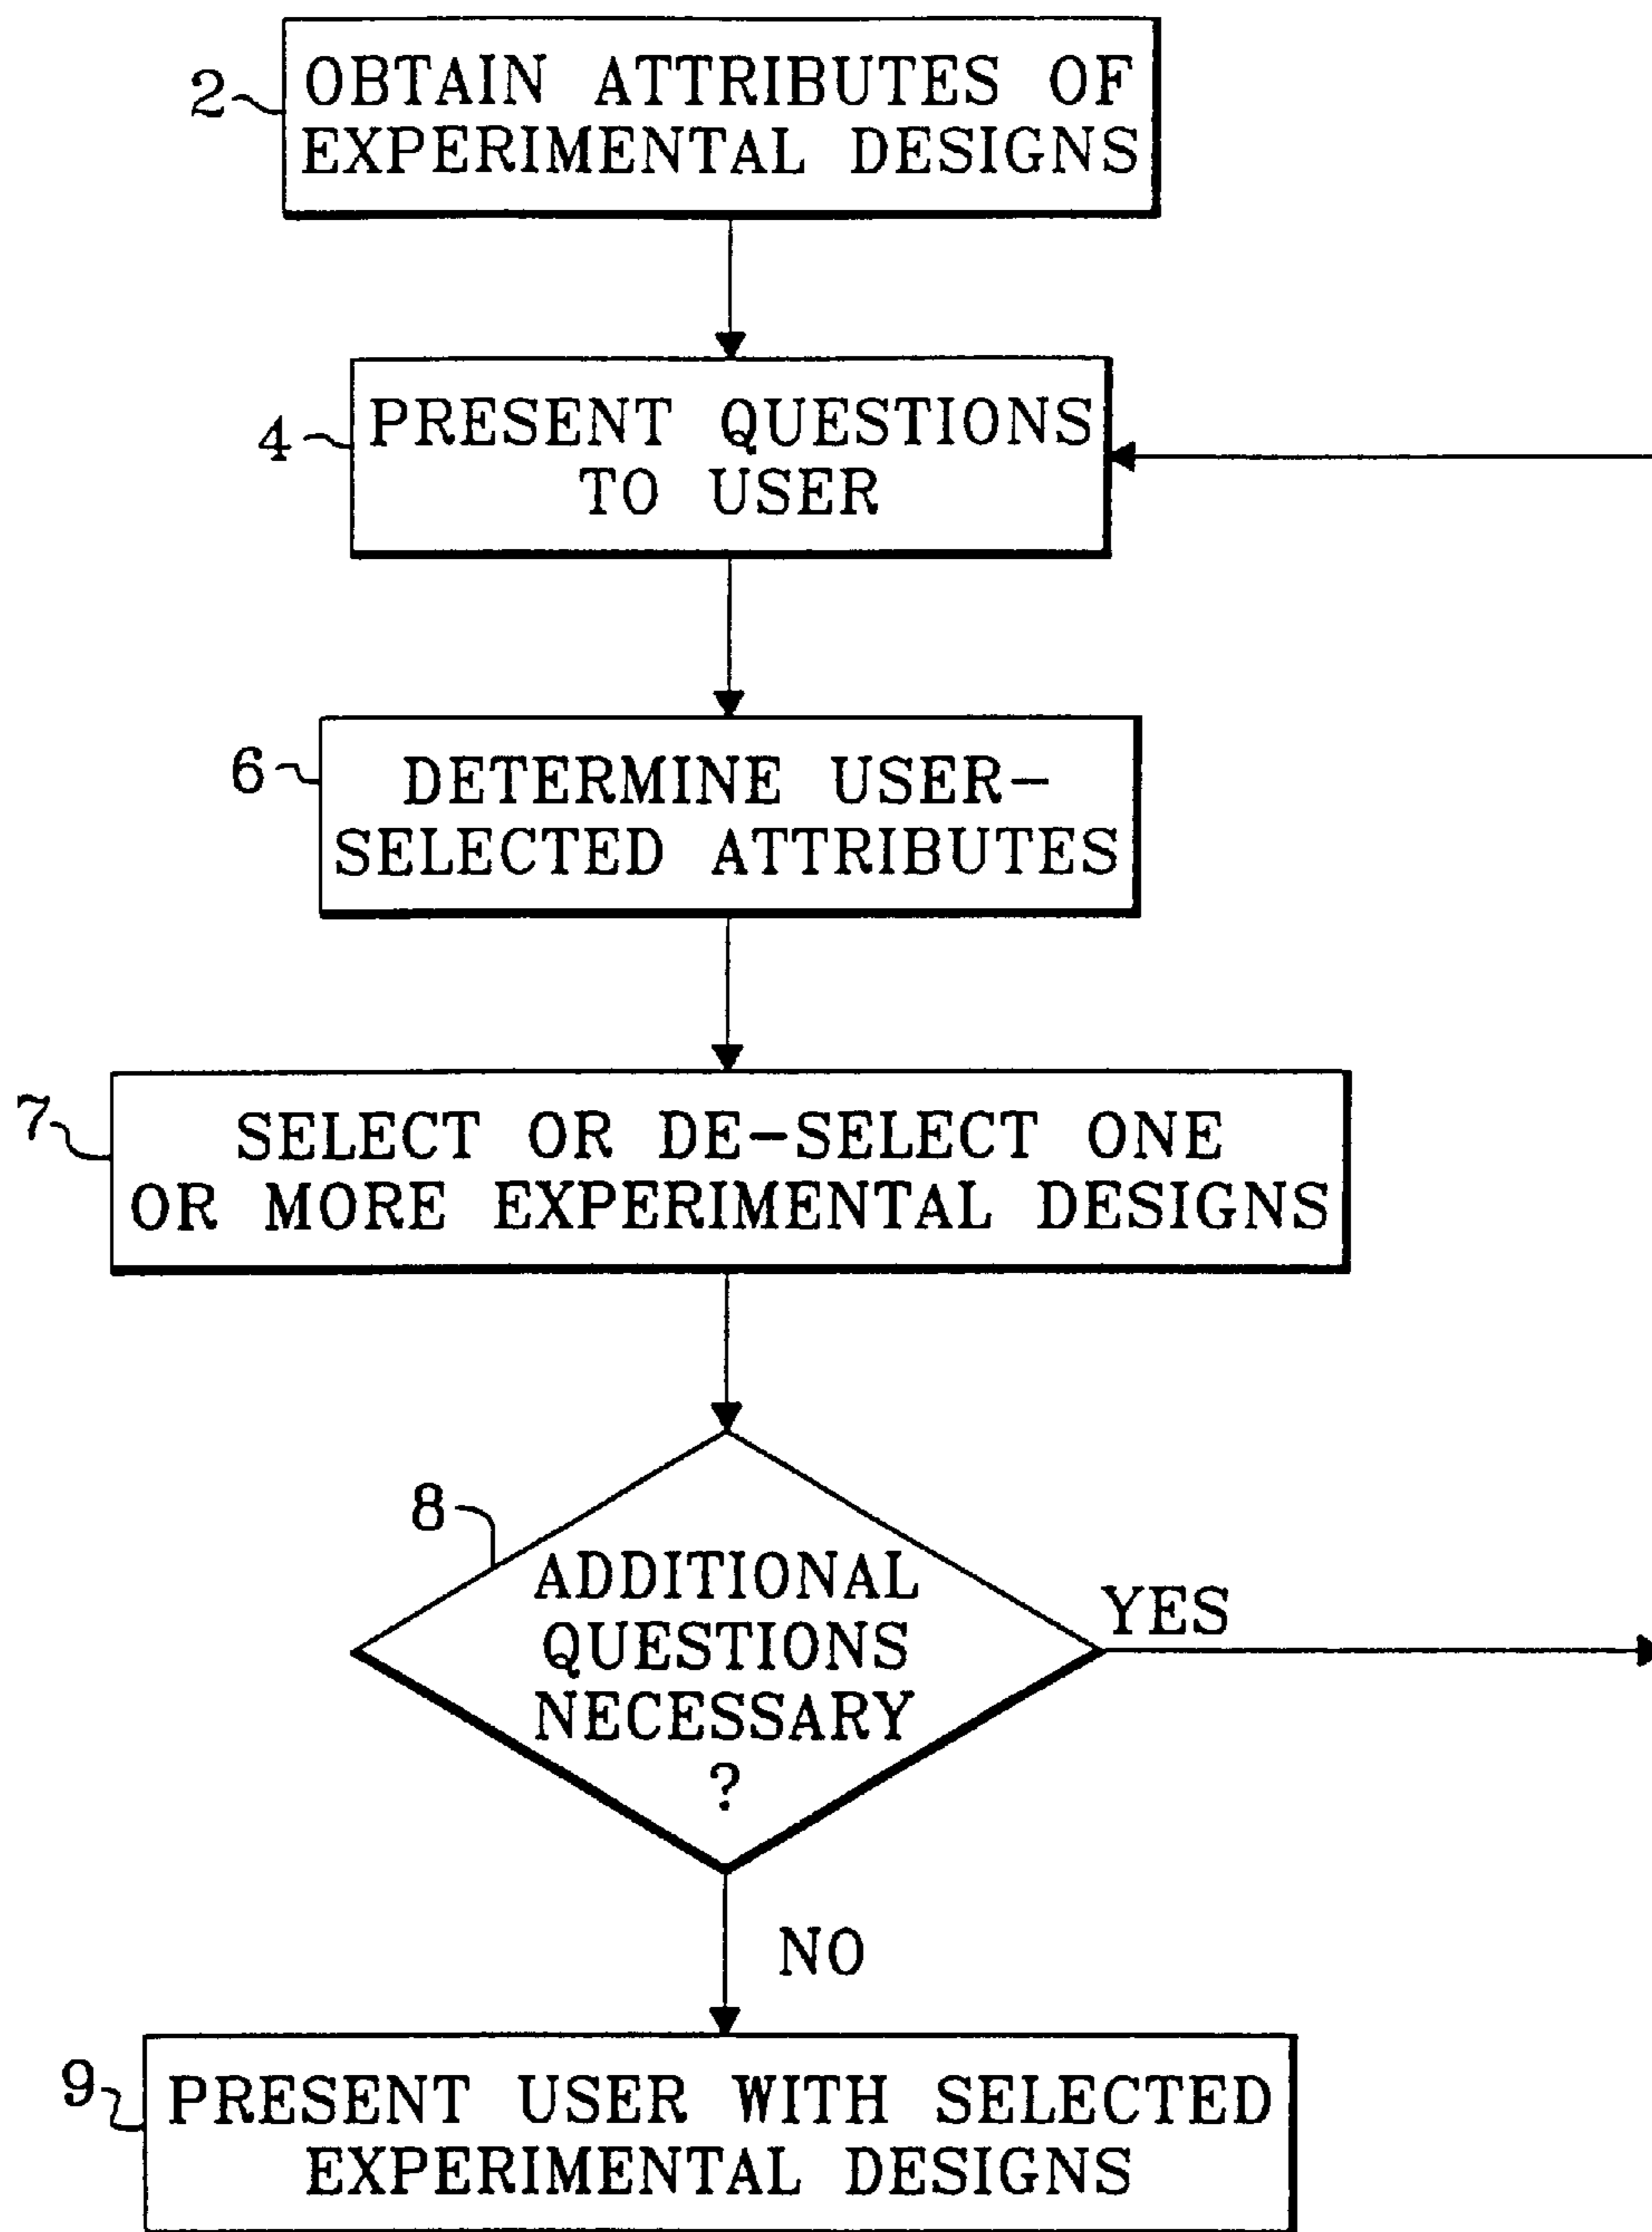 2
OBTAIN ATTRIBUTES OF
EXPERIMENTAL DESIGNS
4
PRESENT QUESTIONS
TO USER
6
DETERMINE USER-
SELECTED ATTRIBUTES
7
SELECT OR DE-SELECT ONE
OR MORE EXPERIMENTAL DESIGNS
8
ADDITIONAL
QUESTIONS
NECESSARY
?
YES
NO
9
PRESENT USER WITH SELECTED
EXPERIMENTAL DESIGNS